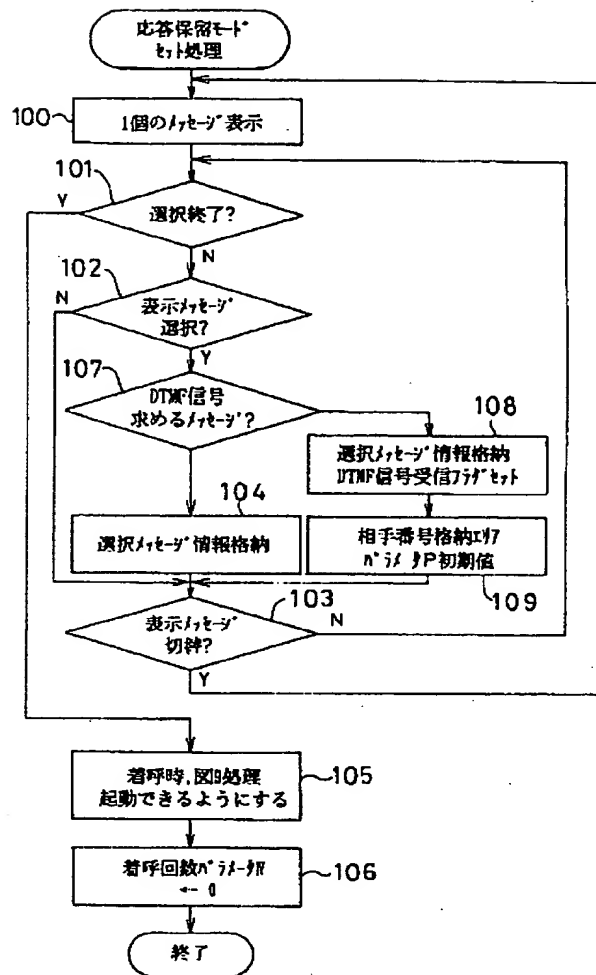 応答保留モード
セット処理
100
1個のメッセージ表示
101
Y
選択終了?
N
102
N
表示メッセージ
選択?
Y
107
DTMF信号
求めるメッセージ?
108
選択メッセージ情報格納
DTMF信号受信フラグセット
104
選択メッセージ情報格納
相手番号格納エリア
パラメータP初期値
109
103
表示メッセージ
切替?
N
Y
着呼時,図9処理
起動できるようにする
105
着呼回数パラメータN
← 0
106
終了